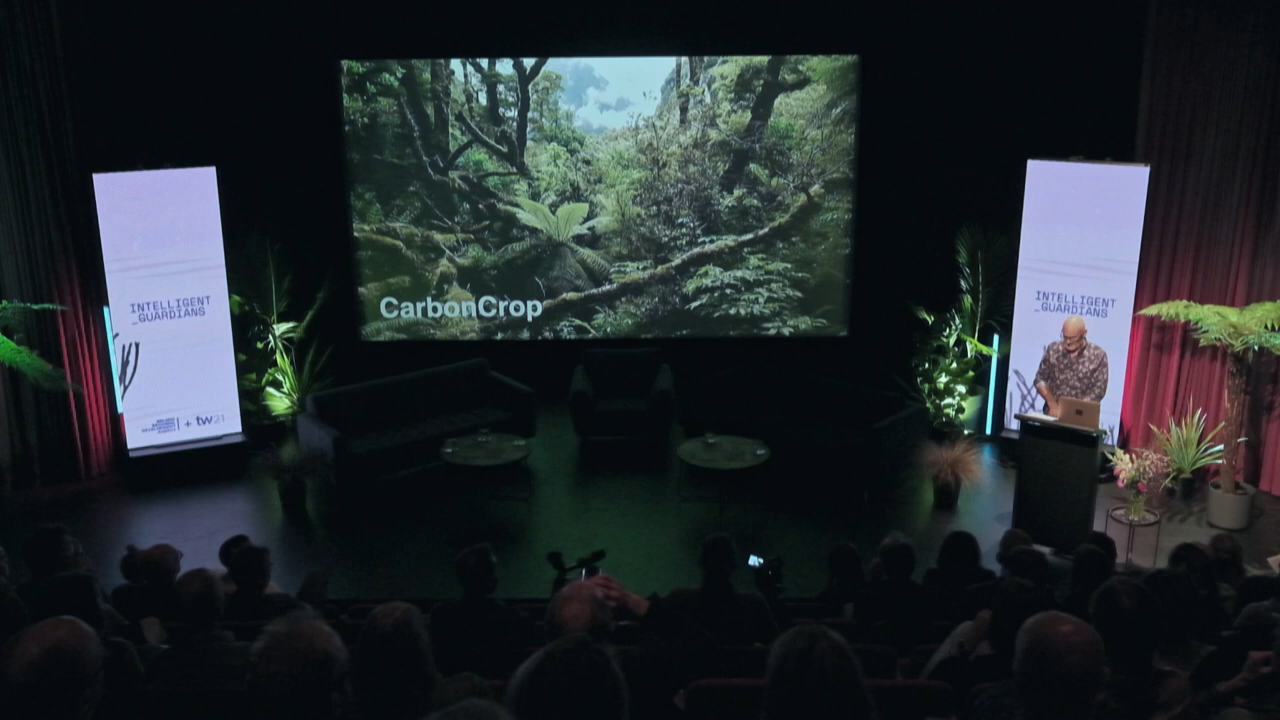 CarbonCrop
INTELLIGENT
_GUARDIANS
+ tw21
INTELLIGENT
_GUARDIANS